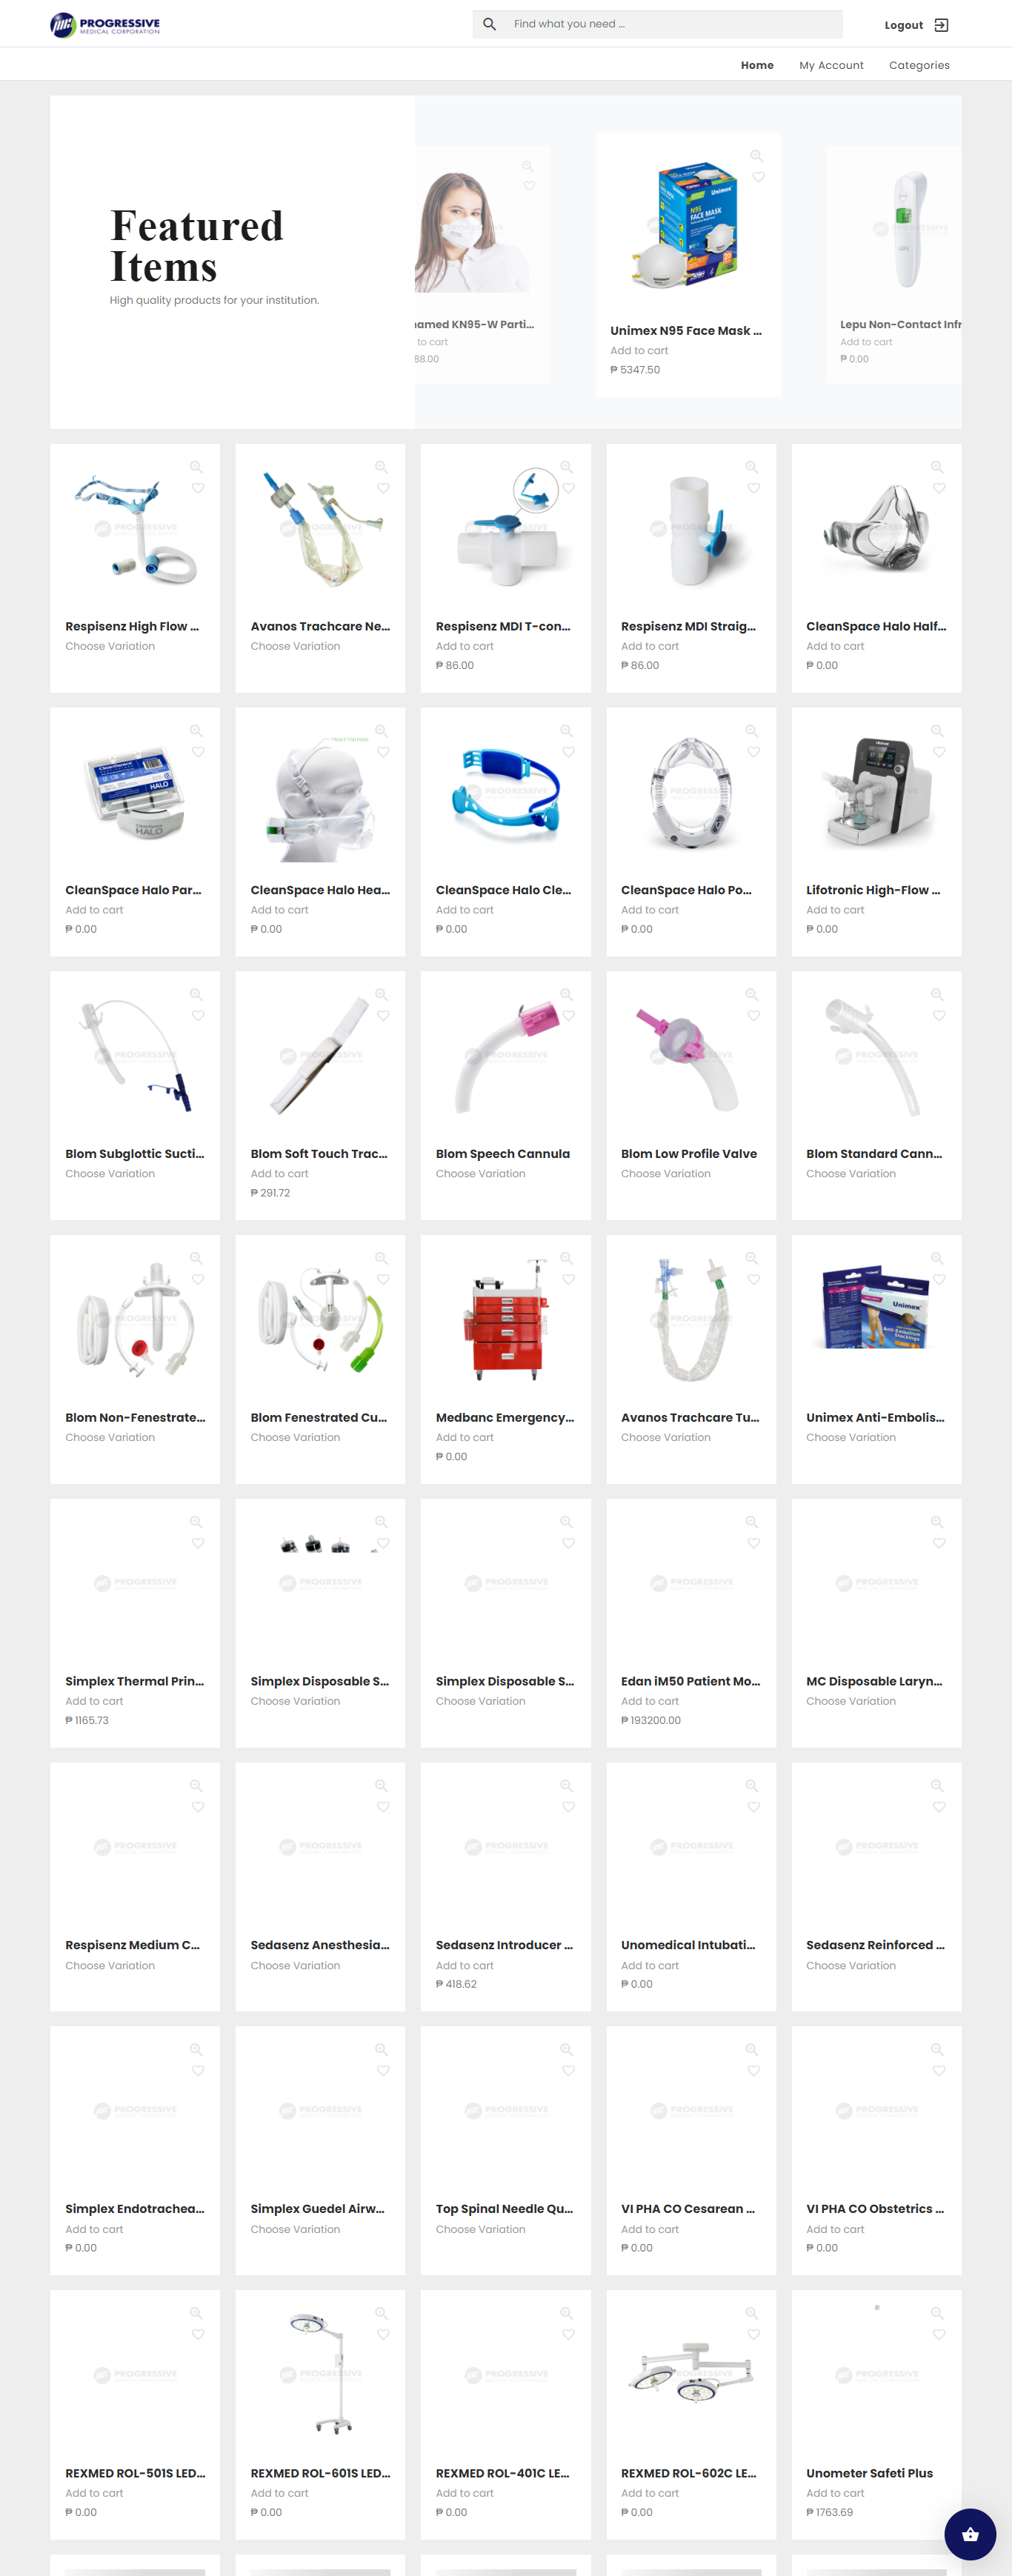 PROGRESSIVE
MEDICAL CORPORATION
Find what you need ...
Logout
Home
My Account
Categories
Featured
Items
High quality products for your institution.
named KN95-W Parti...
to cart
88.00
Unimex
N95
FACE MASK
Unimex N95 Face Mask ...
Add to cart
₱ 5347.50
Lepu Non-Contact Infr
Add to cart
₱ 0.00
Respisenz High Flow ...
Choose Variation
Avanos Trachcare Ne...
Choose Variation
Respisenz MDI T-con...
Add to cart
₱ 86.00
Respisenz MDI Straig...
Add to cart
₱ 86.00
CleanSpace Halo Half...
Add to cart
₱ 0.00
HALO
CleanSpace Halo Par...
Add to cart
₱ 0.00
Head Harness
CleanSpace Halo Hea...
Add to cart
₱ 0.00
CleanSpace Halo Cle...
Add to cart
₱ 0.00
CleanSpace Halo Po...
Add to cart
₱ 0.00
Lifotronic High-Flow ...
Add to cart
₱ 0.00
Blom Subglottic Sucti...
Choose Variation
Blom Soft Touch Trac...
Add to cart
₱ 291.72
Blom Speech Cannula
Choose Variation
Blom Low Profile Valve
Choose Variation
Blom Standard Cann...
Choose Variation
Blom Non-Fenestrate...
Choose Variation
Blom Fenestrated Cu...
Choose Variation
Medbanc Emergency...
Add to cart
₱ 0.00
Avanos Trachcare Tu...
Choose Variation
Unimex
Anti-Embolism
Stockings
Unimex Anti-Embolis...
Choose Variation
Simplex Thermal Prin...
Add to cart
₱ 1165.73
Simplex Disposable S...
Choose Variation
Simplex Disposable S...
Choose Variation
Edan iM50 Patient Mo...
Add to cart
₱ 193200.00
MC Disposable Laryn...
Choose Variation
Respisenz Medium C...
Choose Variation
Sedasenz Anesthesia...
Choose Variation
Sedasenz Introducer ...
Add to cart
₱ 418.62
Unomedical Intubati...
Add to cart
₱ 0.00
Sedasenz Reinforced ...
Choose Variation
Simplex Endotrachea...
Add to cart
₱ 0.00
Simplex Guedel Airw...
Choose Variation
Top Spinal Needle Qu...
Choose Variation
VI PHA CO Cesarean ...
Add to cart
₱ 0.00
VI PHA CO Obstetrics ...
Add to cart
₱ 0.00
REXMED ROL-501S LED...
Add to cart
₱ 0.00
REXMED ROL-601S LED...
Add to cart
₱ 0.00
REXMED ROL-401C LE...
Add to cart
₱ 0.00
REXMED ROL-602C LE...
Add to cart
₱ 0.00
Unometer Safeti Plus
Add to cart
₱ 1763.69